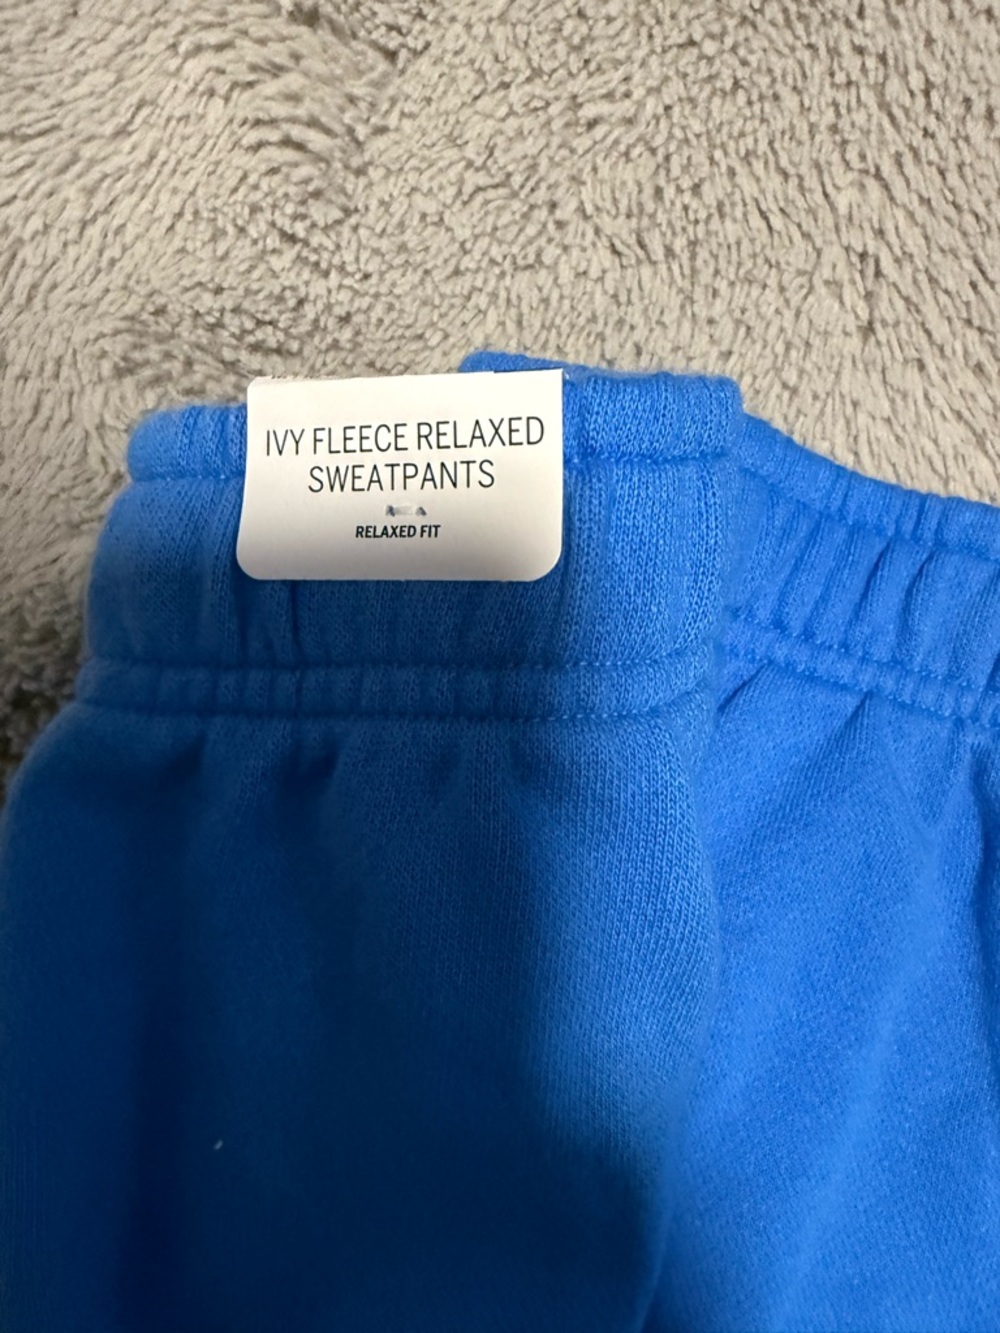 IVY FLEECE RELAXED
SWEATPANTS
RELAXED FIT